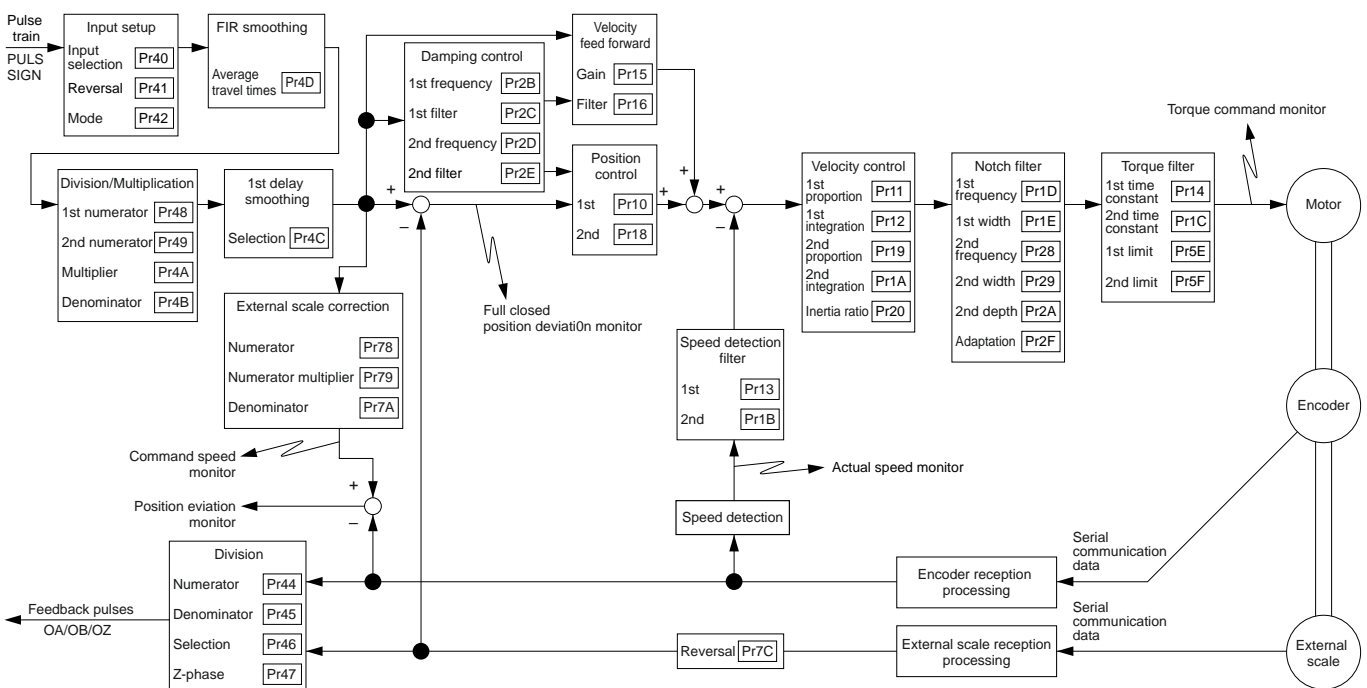 Pulse
train
PULS
SIGN
Input setup
Input
selection
Pr40
Reversal
Pr41
Mode
Pr42
FIR smoothing
Average
travel times
Pr4D
Division/Multiplication
1st numerator
Pr48
2nd numerator
Pr49
Multiplier
Pr4A
Denominator
Pr4B
1st delay
smoothing
Selection
Pr4C
Damping control
1st frequency
Pr2B
1st filter
Pr2C
2nd frequency
Pr2D
2nd filter
Pr2E
Velocity
feed forward
Gain
Pr15
Filter
Pr16
Position
control
1st
Pr10
2nd
Pr18
+
–
+
+
+
–
Full closed
position deviati0n monitor
Velocity control
1st
proportion
Pr11
1st
integration
Pr12
2nd
proportion
Pr19
2nd
integration
Pr1A
Inertia ratio
Pr20
Notch filter
1st
frequency
Pr1D
1st width
Pr1E
2nd
frequency
Pr28
2nd width
Pr29
2nd depth
Pr2A
Adaptation
Pr2F
Torque filter
1st time
constant
Pr14
2nd time
constant
Pr1C
1st limit
Pr5E
2nd limit
Pr5F
Torque command monitor
Motor
Encoder
External
scale
External scale correction
Numerator
Pr78
Numerator multiplier
Pr79
Denominator
Pr7A
Command speed
monitor
+
–
Position eviation
monitor
Speed detection
filter
1st
Pr13
2nd
Pr1B
Actual speed monitor
Speed detection
Division
Numerator
Pr44
Denominator
Pr45
Selection
Pr46
Z-phase
Pr47
Feedback pulses
OA/OB/OZ
Encoder reception
processing
Serial
communication
data
Reversal
Pr7C
External scale reception
processing
Serial
communication
data